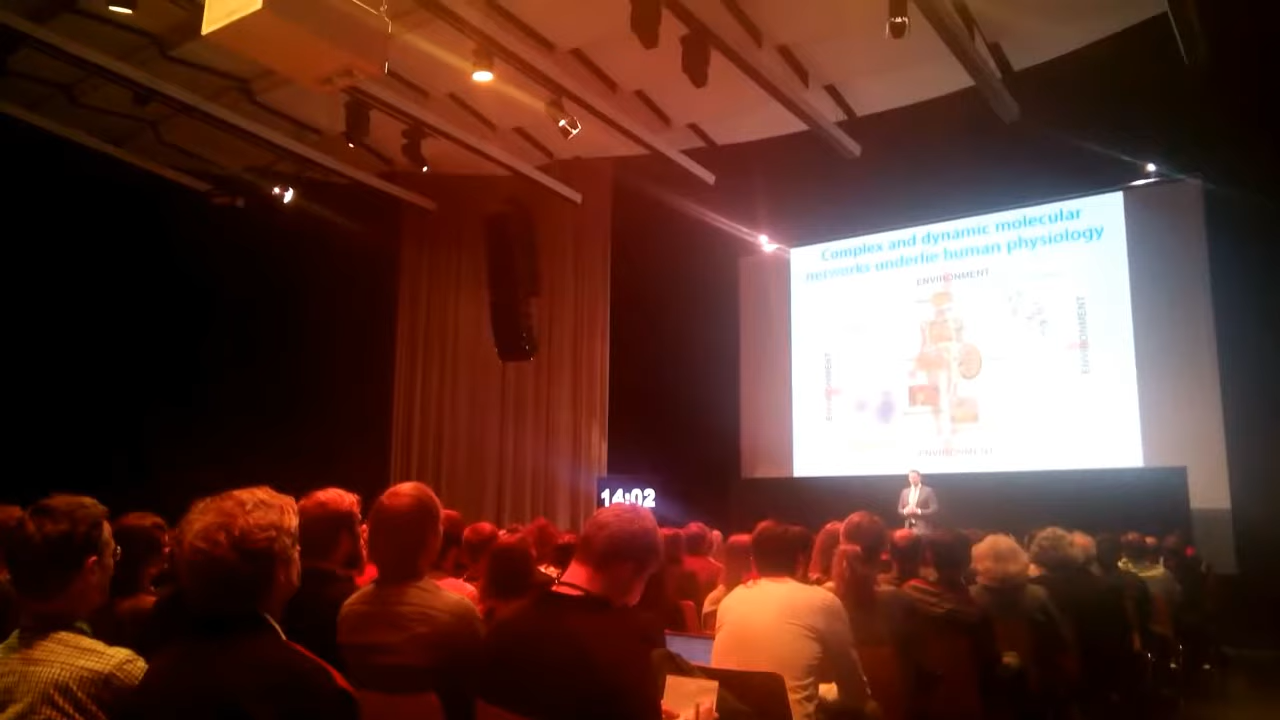 Complex and dynamic molecular
networks underlie human physiology
ENVIRONMENT
ENVIRONMENT
ENVIRONMENT
ENVIRONMENT
14:02